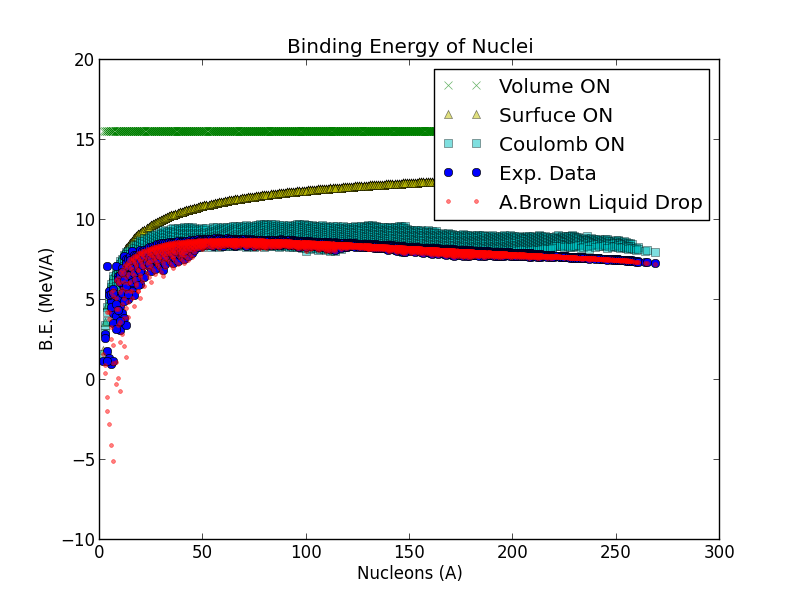 Binding Energy of Nuclei
20
15
10
5
0
−5
−10
B.E. (MeV/A)
Volume ON
Surfuce ON
Coulomb ON
Exp. Data
A.Brown Liquid Drop
0 50 100 150 200 250 300
Nucleons (A)